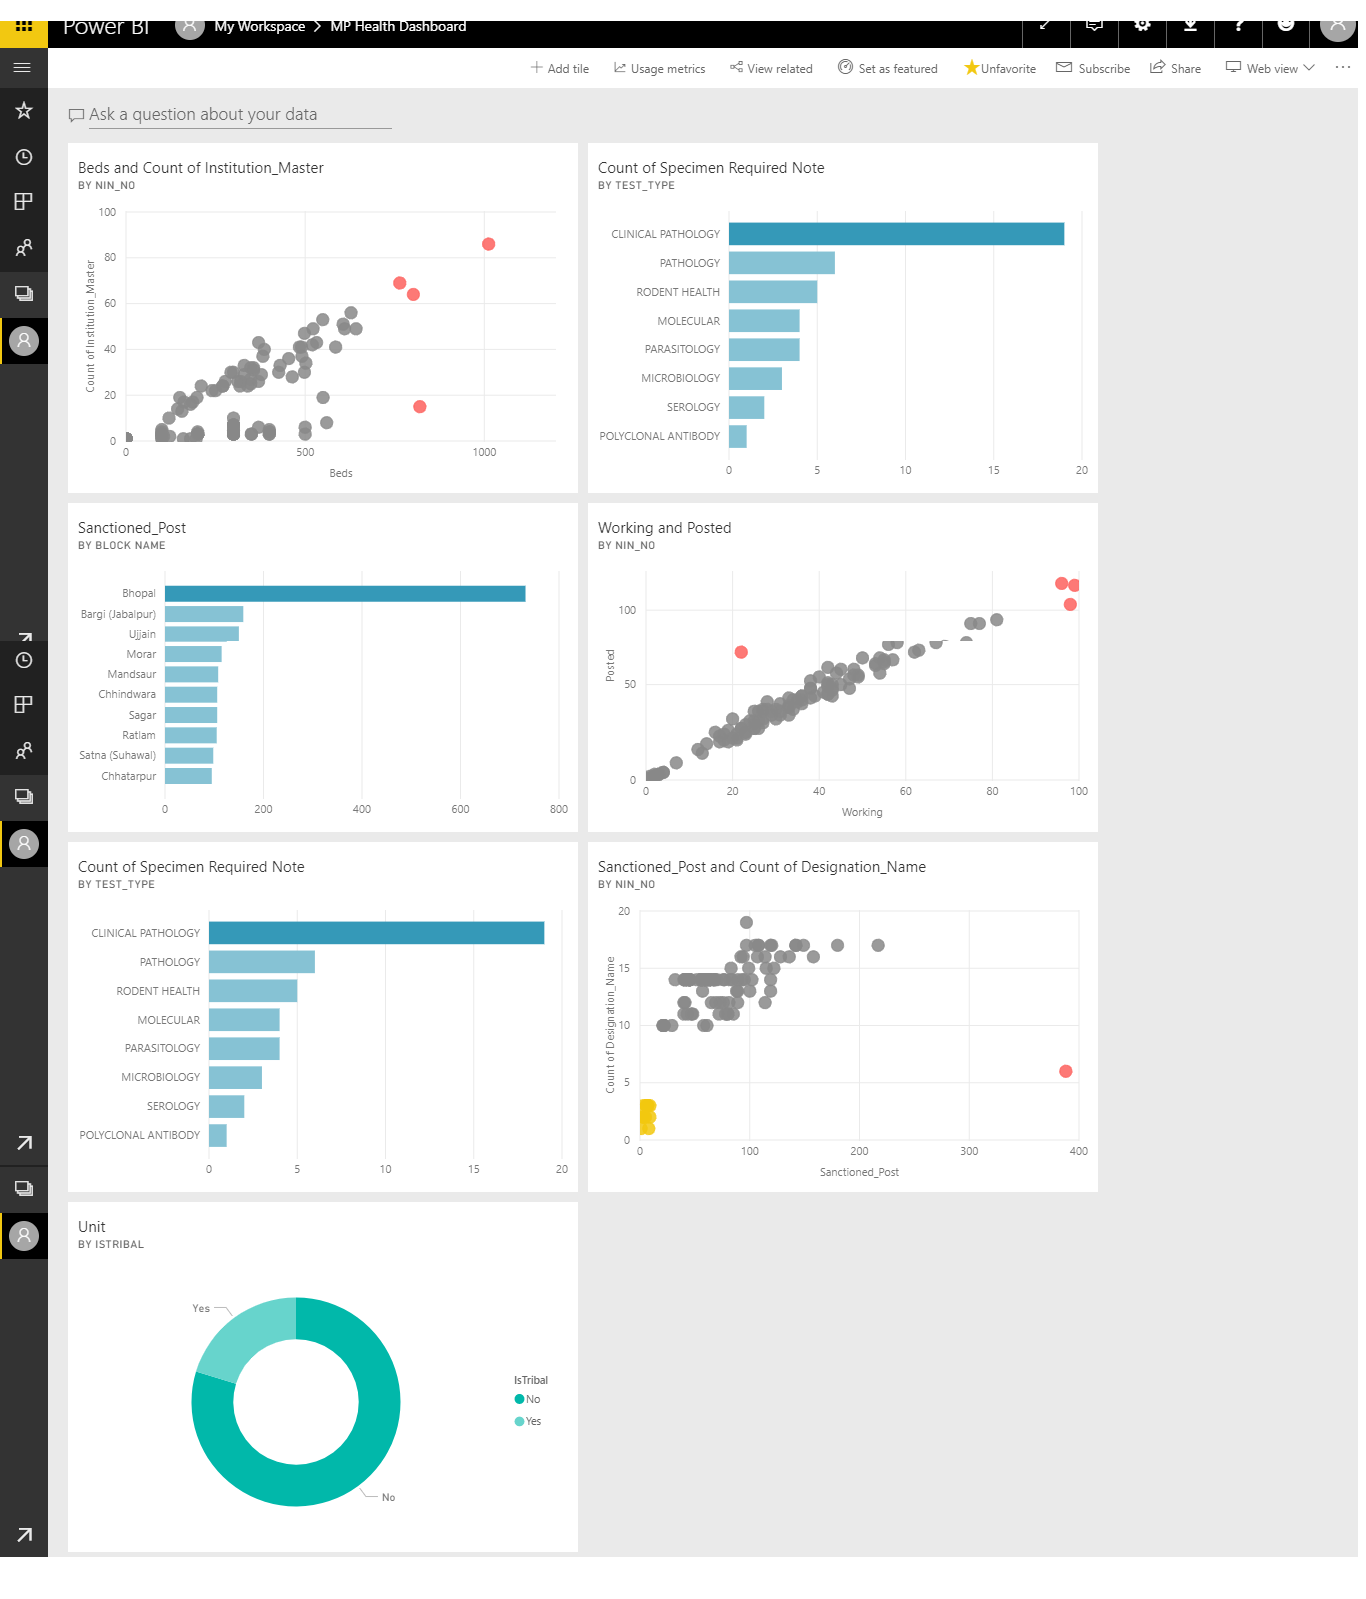 Power BI
My Workspace > MP Health Dashboard
Add tile Usage metrics View related Set as featured Unfavorite Subscribe Share Web view ...
Ask a question about your data
Beds and Count of Institution_Master
BY NIN_NO
100
80
60
40
20
0
Count of Institution_Master
0 500 1000
Beds
Count of Specimen Required Note
BY TEST_TYPE
CLINICAL PATHOLOGY
PATHOLOGY
RODENT HEALTH
MOLECULAR
PARASITOLOGY
MICROBIOLOGY
SEROLOGY
POLYCLONAL ANTIBODY
0 5 10 15 20
Sanctioned_Post
BY BLOCK NAME
Bhopal
Bargi (Jabalpur)
Ujjain
Morar
Mandsaur
Chhindwara
Sagar
Ratlam
Satna (Suhawal)
Chhatarpur
0 200 400 600 800
Working and Posted
BY NIN_NO
100
50
0
Posted
0 20 40 60 80 100
Working
Count of Specimen Required Note
BY TEST_TYPE
CLINICAL PATHOLOGY
PATHOLOGY
RODENT HEALTH
MOLECULAR
PARASITOLOGY
MICROBIOLOGY
SEROLOGY
POLYCLONAL ANTIBODY
0 5 10 15 20
Sanctioned_Post and Count of Designation_Name
BY NIN_NO
20
15
10
5
0
Count of Designation_Name
0 100 200 300 400
Sanctioned_Post
Unit
BY ISTRIBAL
Yes
No
IsTribal
No
Yes